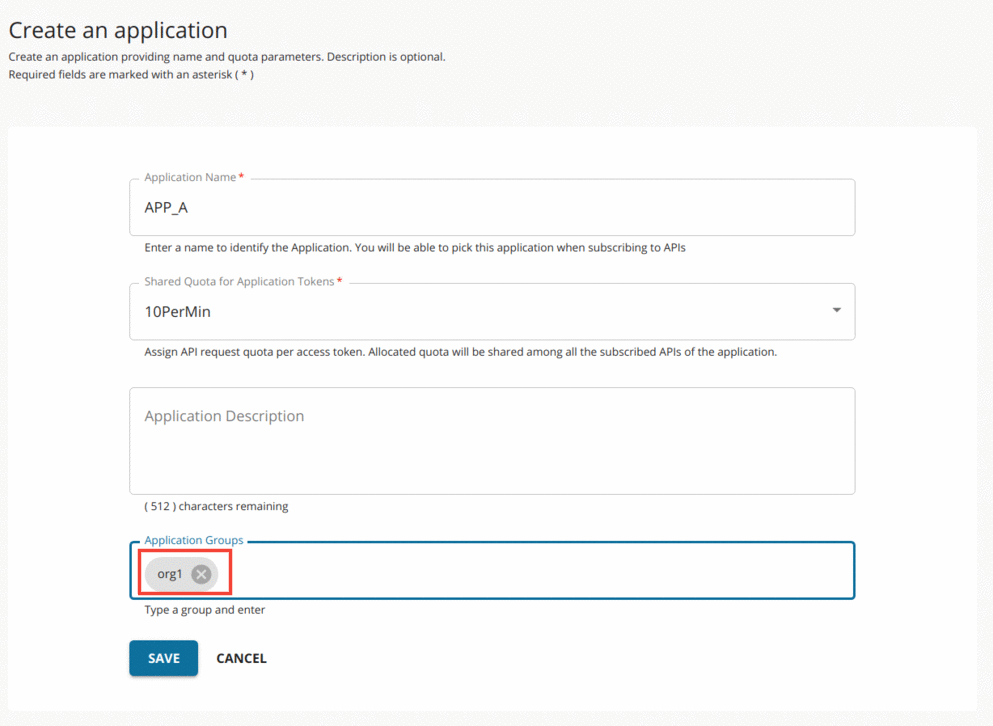 Create an application
Create an application providing name and quota parameters. Description is optional.
Required fields are marked with an asterisk ( * )
Application Name *
APP_A
Enter a name to identify the Application. You will be able to pick this application when subscribing to APIs
Shared Quota for Application Tokens *
10PerMin
Assign API request quota per access token. Allocated quota will be shared among all the subscribed APIs of the application.
Application Description
( 512 ) characters remaining
Application Groups
org1
Type a group and enter
SAVE CANCEL